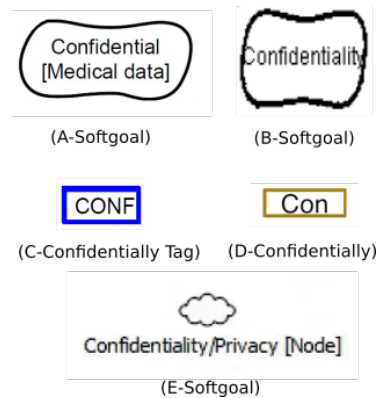 Confidential
[Medical data]
Confidentiality
(A-Softgoal)
(B-Softgoal)
CONF
Con
(C-Confidentially Tag)
(D-Confidentially)
Confidentiality/Privacy [Node]
(E-Softgoal)